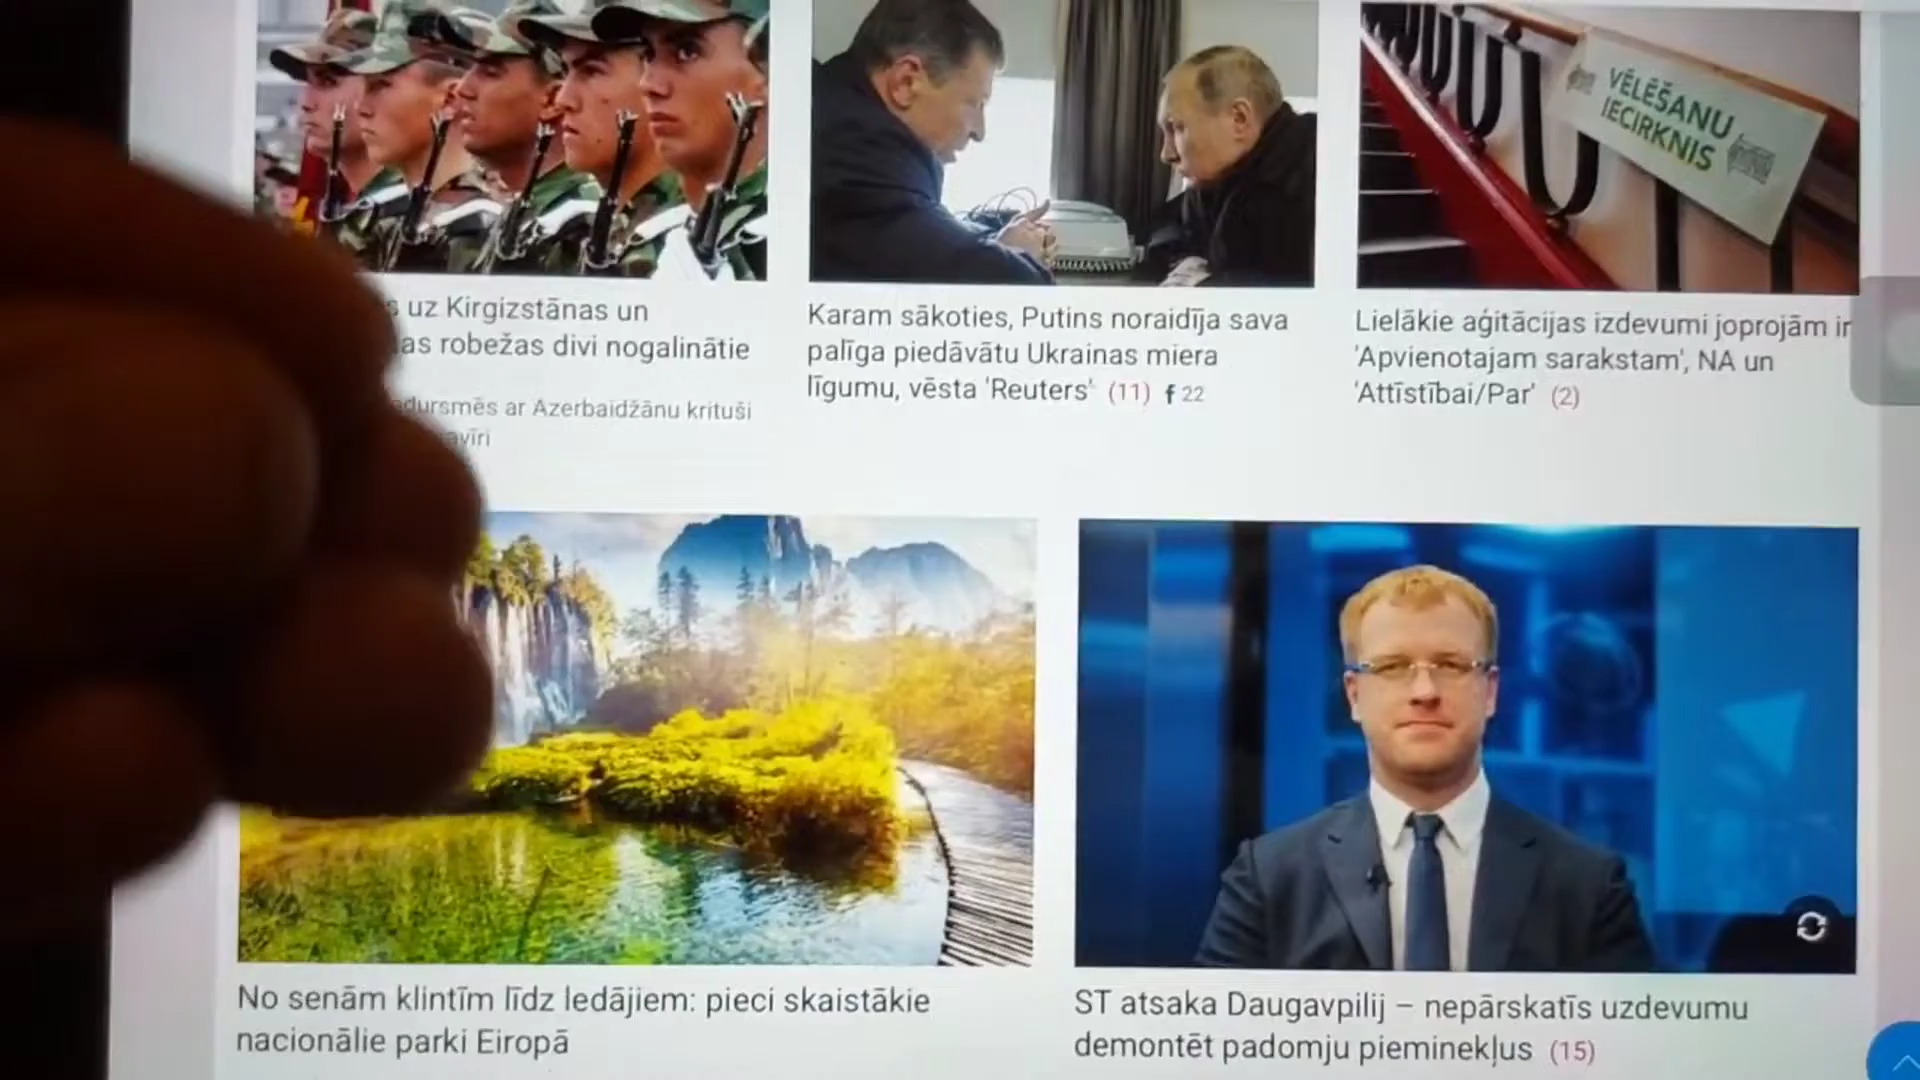 VĒLĒŠANU
IECIRKNIS
uz Kirgizstānas un
robežas divi nogalinātie
ar Azerbaidžānu krituši
Karam sākoties, Putins noraidīja sava
palīga piedāvātu Ukrainas miera
līgumu, vēsta 'Reuters' (11) f 22
Lielākie aģitācijas izdevumi joprojām ir
'Apvienotajam sarakstam', NA un
'Attīstībai/Par' (2)
No senām klintīm līdz ledājiem: pieci skaistākie
nacionālie parki Eiropā
ST atsaka Daugavpilij – nepārskatīs uzdevumu
demontēt padomju pieminekļus (15)